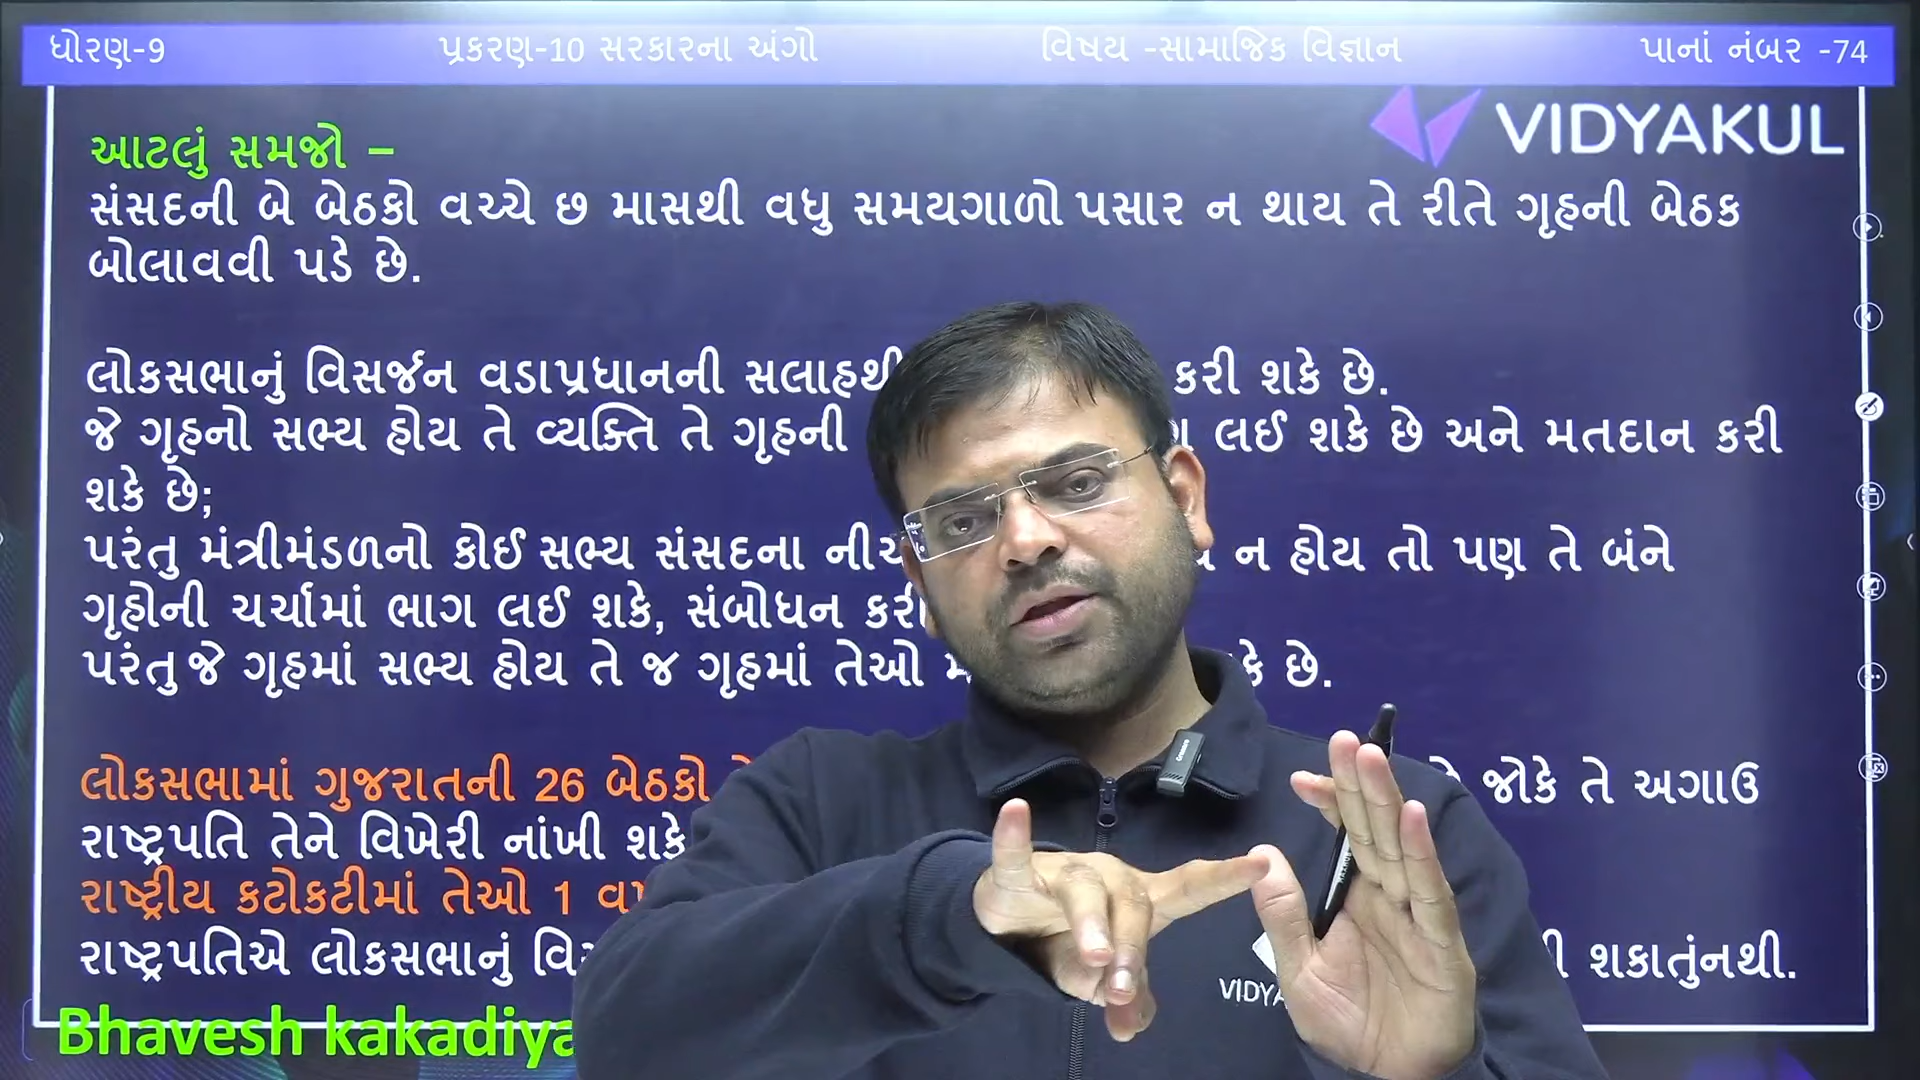 ધોરણ-9 પ્રકરણ-10 સરકારના અંગો વિષય -સામાજિક વિજ્ઞાન પાનાં નંબર -74
VIDYAKUL
આટલું સમજો –
સંસદની બે બેઠકો વચ્ચે છ માસથી વધુ સમયગાળો પસાર ન થાય તે રીતે ગૃહની બેઠક
બોલાવવી પડે છે.
લોકસભાનું વિસર્જન વડાપ્રધાનની સલાહથી કરી શકે છે.
જે ગૃહનો સભ્ય હોય તે વ્યક્તિ તે ગૃહની લઈ શકે છે અને મતદાન કરી
શકે છે;
પરંતુ મંત્રીમંડળનો કોઈ સભ્ય સંસદના ન હોય તો પણ તે બંને
ગૃહોની ચર્ચામાં ભાગ લઈ શકે, સંબોધન કરી
પરંતુ જે ગૃહમાં સભ્ય હોય તે જ ગૃહમાં તેઓ છે.
લોકસભામાં ગુજરાતની 26 બેઠકો જોકે તે અગાઉ
રાષ્ટ્રપતિ તેને વિખેરી નાંખી શકે
રાષ્ટ્રીય કટોકટીમાં તેઓ 1
રાષ્ટ્રપતિએ લોકસભાનું શકાતુંનથી.
Bhavesh kakadiya